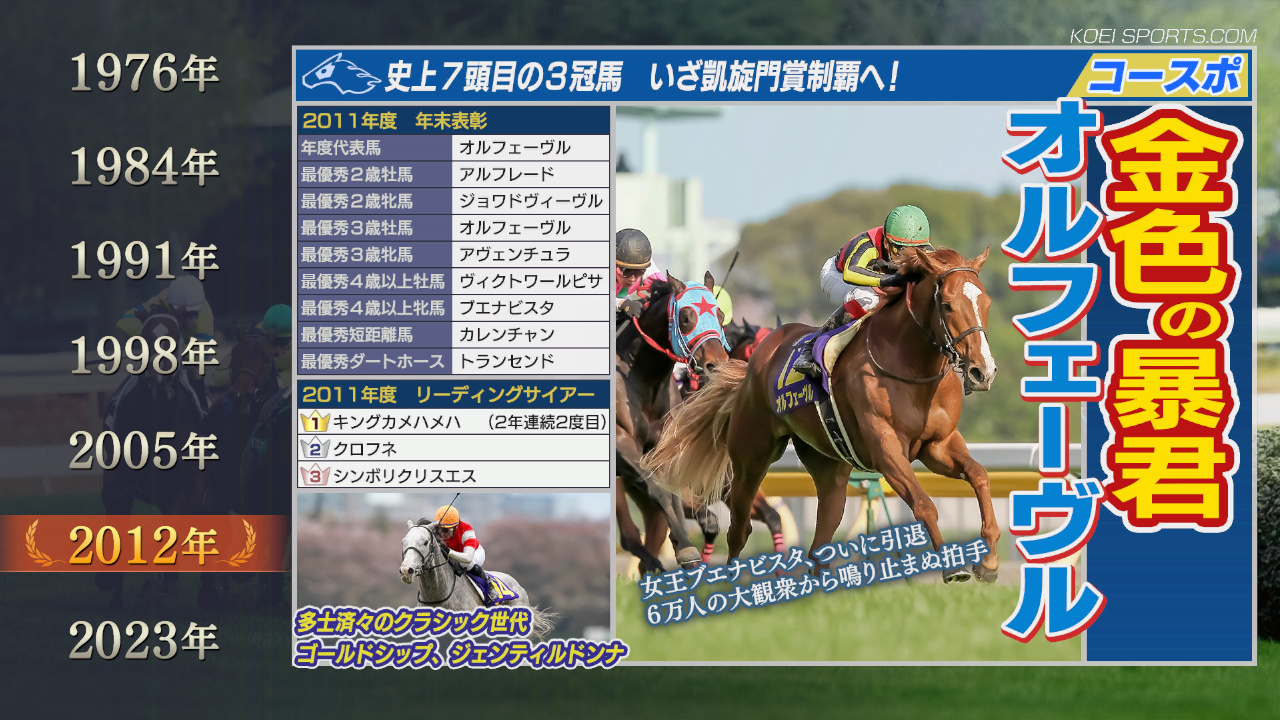 1976年
1984年
1991年
1998年
2005年
2012年
2023年
KOEI SPORTS.COM
史上7頭目の3冠馬 いざ凱旋門賞制覇へ!
コースポ
金色の暴君
オルフェーヴル
2011年度 年末表彰
年度代表馬 オルフェーヴル
最優秀2歳牡馬 アルフレード
最優秀2歳牝馬 ジョワドヴィーヴル
最優秀3歳牡馬 オルフェーヴル
最優秀3歳牝馬 アヴェンチュラ
最優秀4歳以上牡馬 ヴィクトワールピサ
最優秀4歳以上牝馬 ブエナビスタ
最優秀短距離馬 カレンチャン
最優秀ダートホース トランセンド
2011年度 リーディングサイアー
1 キングカメハメハ (2年連続2度目)
2 クロフネ
3 シンボリクリスエス
多士済々のクラシック世代
ゴールドシップ、ジェンティルドンナ
12
オルフェーヴル
女王ブエナビスタ、ついに引退
6万人の大観衆から鳴り止まぬ拍手